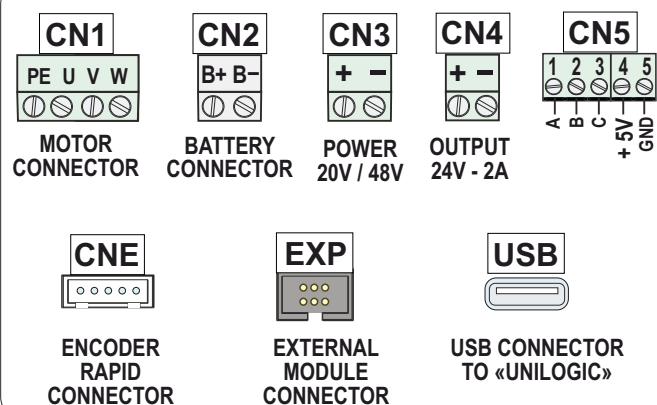 CN1
PE U V W
MOTOR
CONNECTOR
CN2
B+ B−
BATTERY
CONNECTOR
CN3
+ −
POWER
20V / 48V
CN4
+ −
OUTPUT
24V - 2A
CN5
1 2 3 4 5
A
B
C
+ 5V
GND
CNE
ENCODER
RAPID
CONNECTOR
EXP
EXTERNAL
MODULE
CONNECTOR
USB
USB CONNECTOR
TO «UNILOGIC»